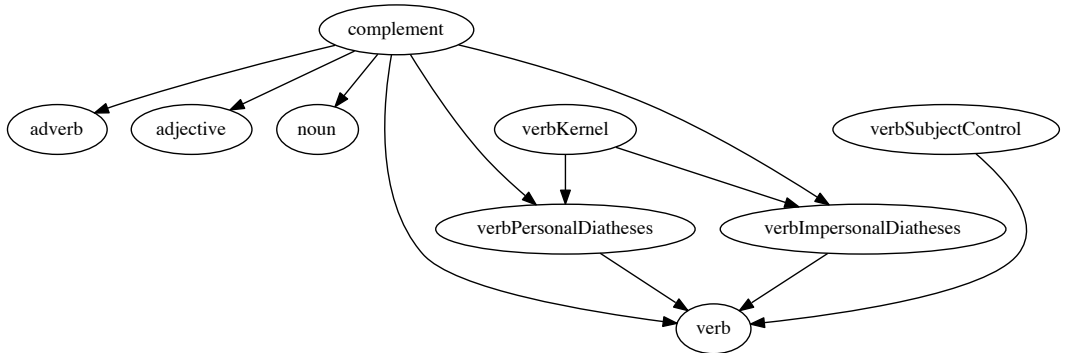 complement
adverb
adjective
noun
verbKernel
verbSubjectControl
verbPersonalDiatheses
verbImpersonalDiatheses
verb